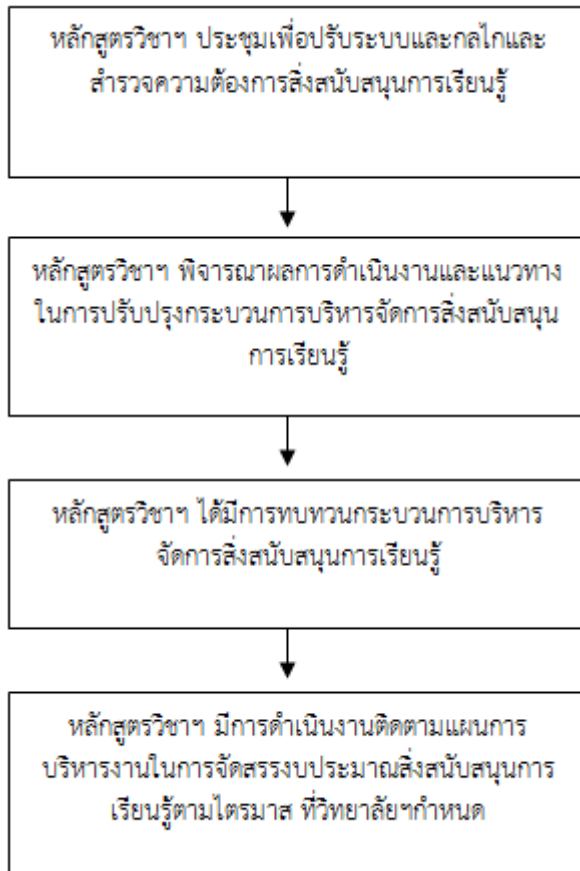 หลักสูตรวิชาฯ ประชุมเพื่อปรับระบบและกลไกและ
สำรวจความต้องการสิ่งสนับสนุนการเรียนรู้
หลักสูตรวิชาฯ พิจารณาผลการดำเนินงานและแนวทาง
ในการปรับปรุงกระบวนการบริหารจัดการสิ่งสนับสนุน
การเรียนรู้
หลักสูตรวิชาฯ ได้มีการทบทวนกระบวนการบริหาร
จัดการสิ่งสนับสนุนการเรียนรู้
หลักสูตรวิชาฯ มีการดำเนินงานติดตามแผนการ
บริหารงานในการจัดสรรงบประมาณสิ่งสนับสนุนการ
เรียนรู้ตามไตรมาส ที่วิทยาลัยฯกำหนด